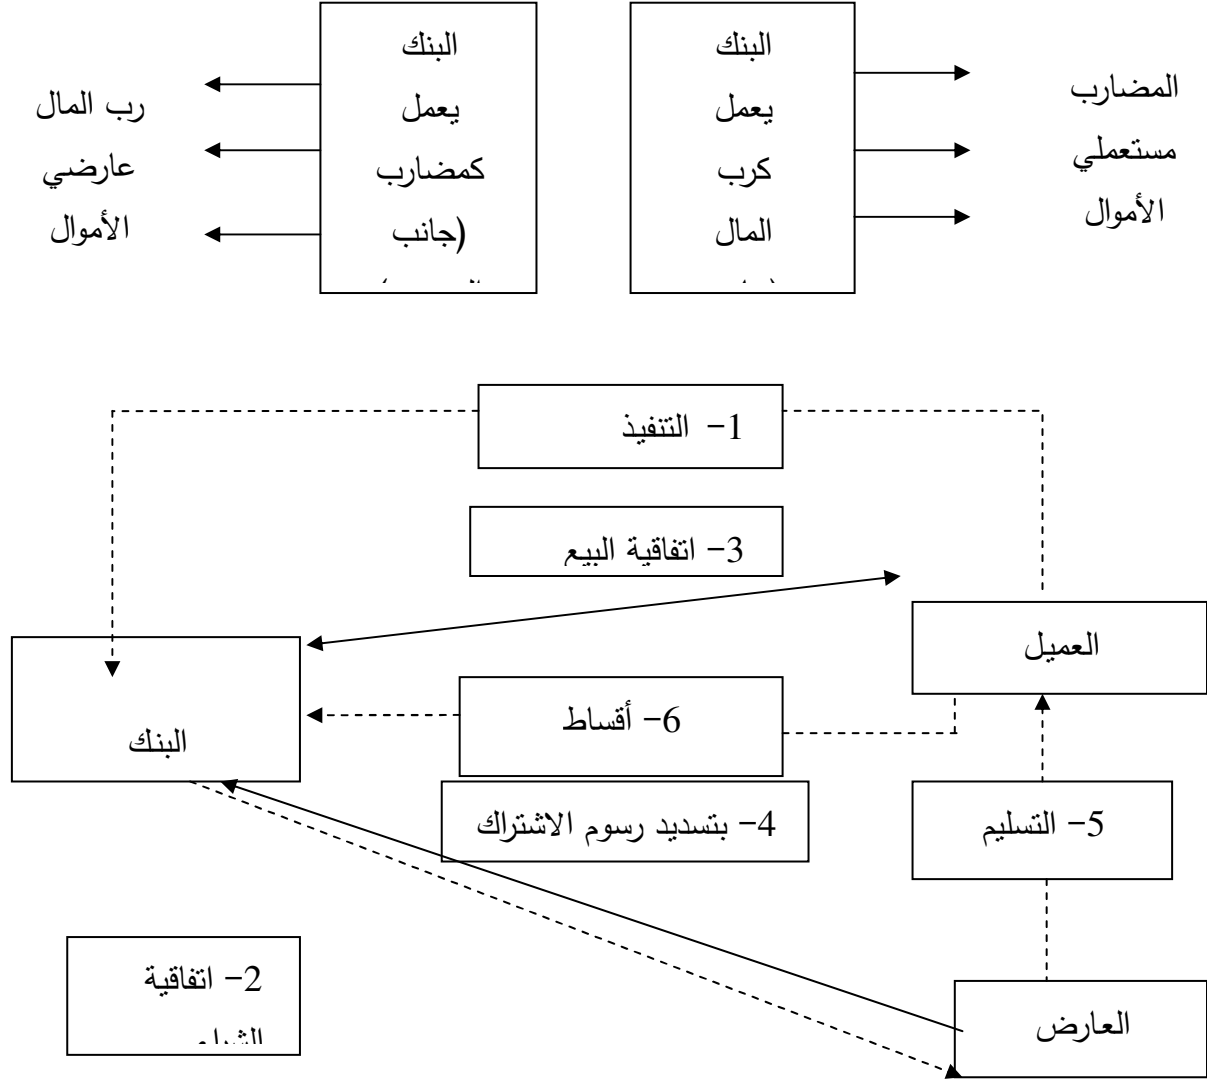 البنك
يعمل
كرب
المال
المضارب
مستعملي
الأموال
البنك
يعمل
كمضارب
(جانب
رب المال
عارضي
الأموال
1- التنفيذ
3- اتفاقية البيع
العميل
البنك
6- أقساط
4- بتسديد رسوم الاشتراك
5- التسليم
2- اتفاقية
العارض